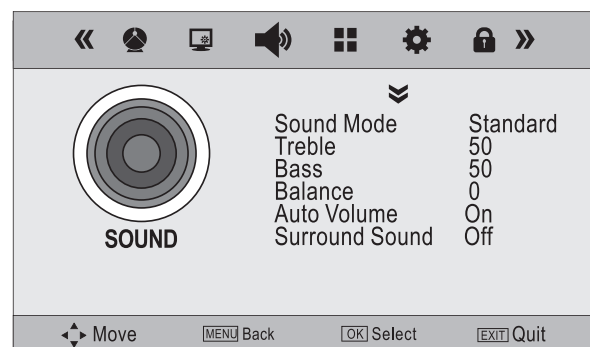 Sound Mode Standard
Treble 50
Bass 50
Balance 0
Auto Volume On
Surround Sound Off
SOUND
Move MENU Back OK Select EXIT Quit